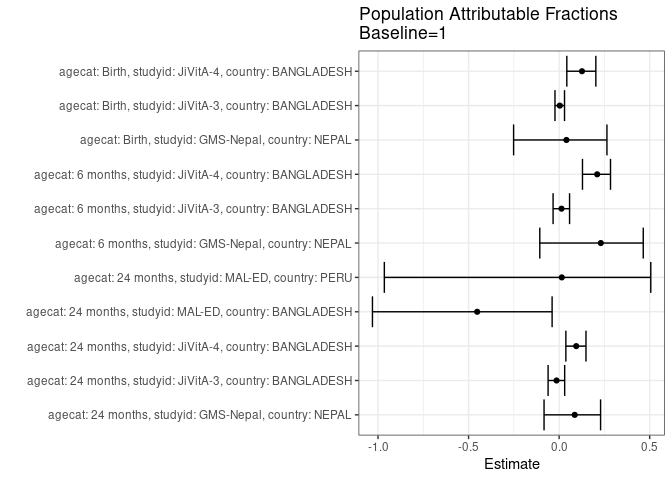 Population Attributable Fractions
Baseline=1
agecat: Birth, studyid: JiVitA-4, country: BANGLADESH
agecat: Birth, studyid: JiVitA-3, country: BANGLADESH
agecat: Birth, studyid: GMS-Nepal, country: NEPAL
agecat: 6 months, studyid: JiVitA-4, country: BANGLADESH
agecat: 6 months, studyid: JiVitA-3, country: BANGLADESH
agecat: 6 months, studyid: GMS-Nepal, country: NEPAL
agecat: 24 months, studyid: MAL-ED, country: PERU
agecat: 24 months, studyid: MAL-ED, country: BANGLADESH
agecat: 24 months, studyid: JiVitA-4, country: BANGLADESH
agecat: 24 months, studyid: JiVitA-3, country: BANGLADESH
agecat: 24 months, studyid: GMS-Nepal, country: NEPAL
-1.0 -0.5 0.0 0.5
Estimate